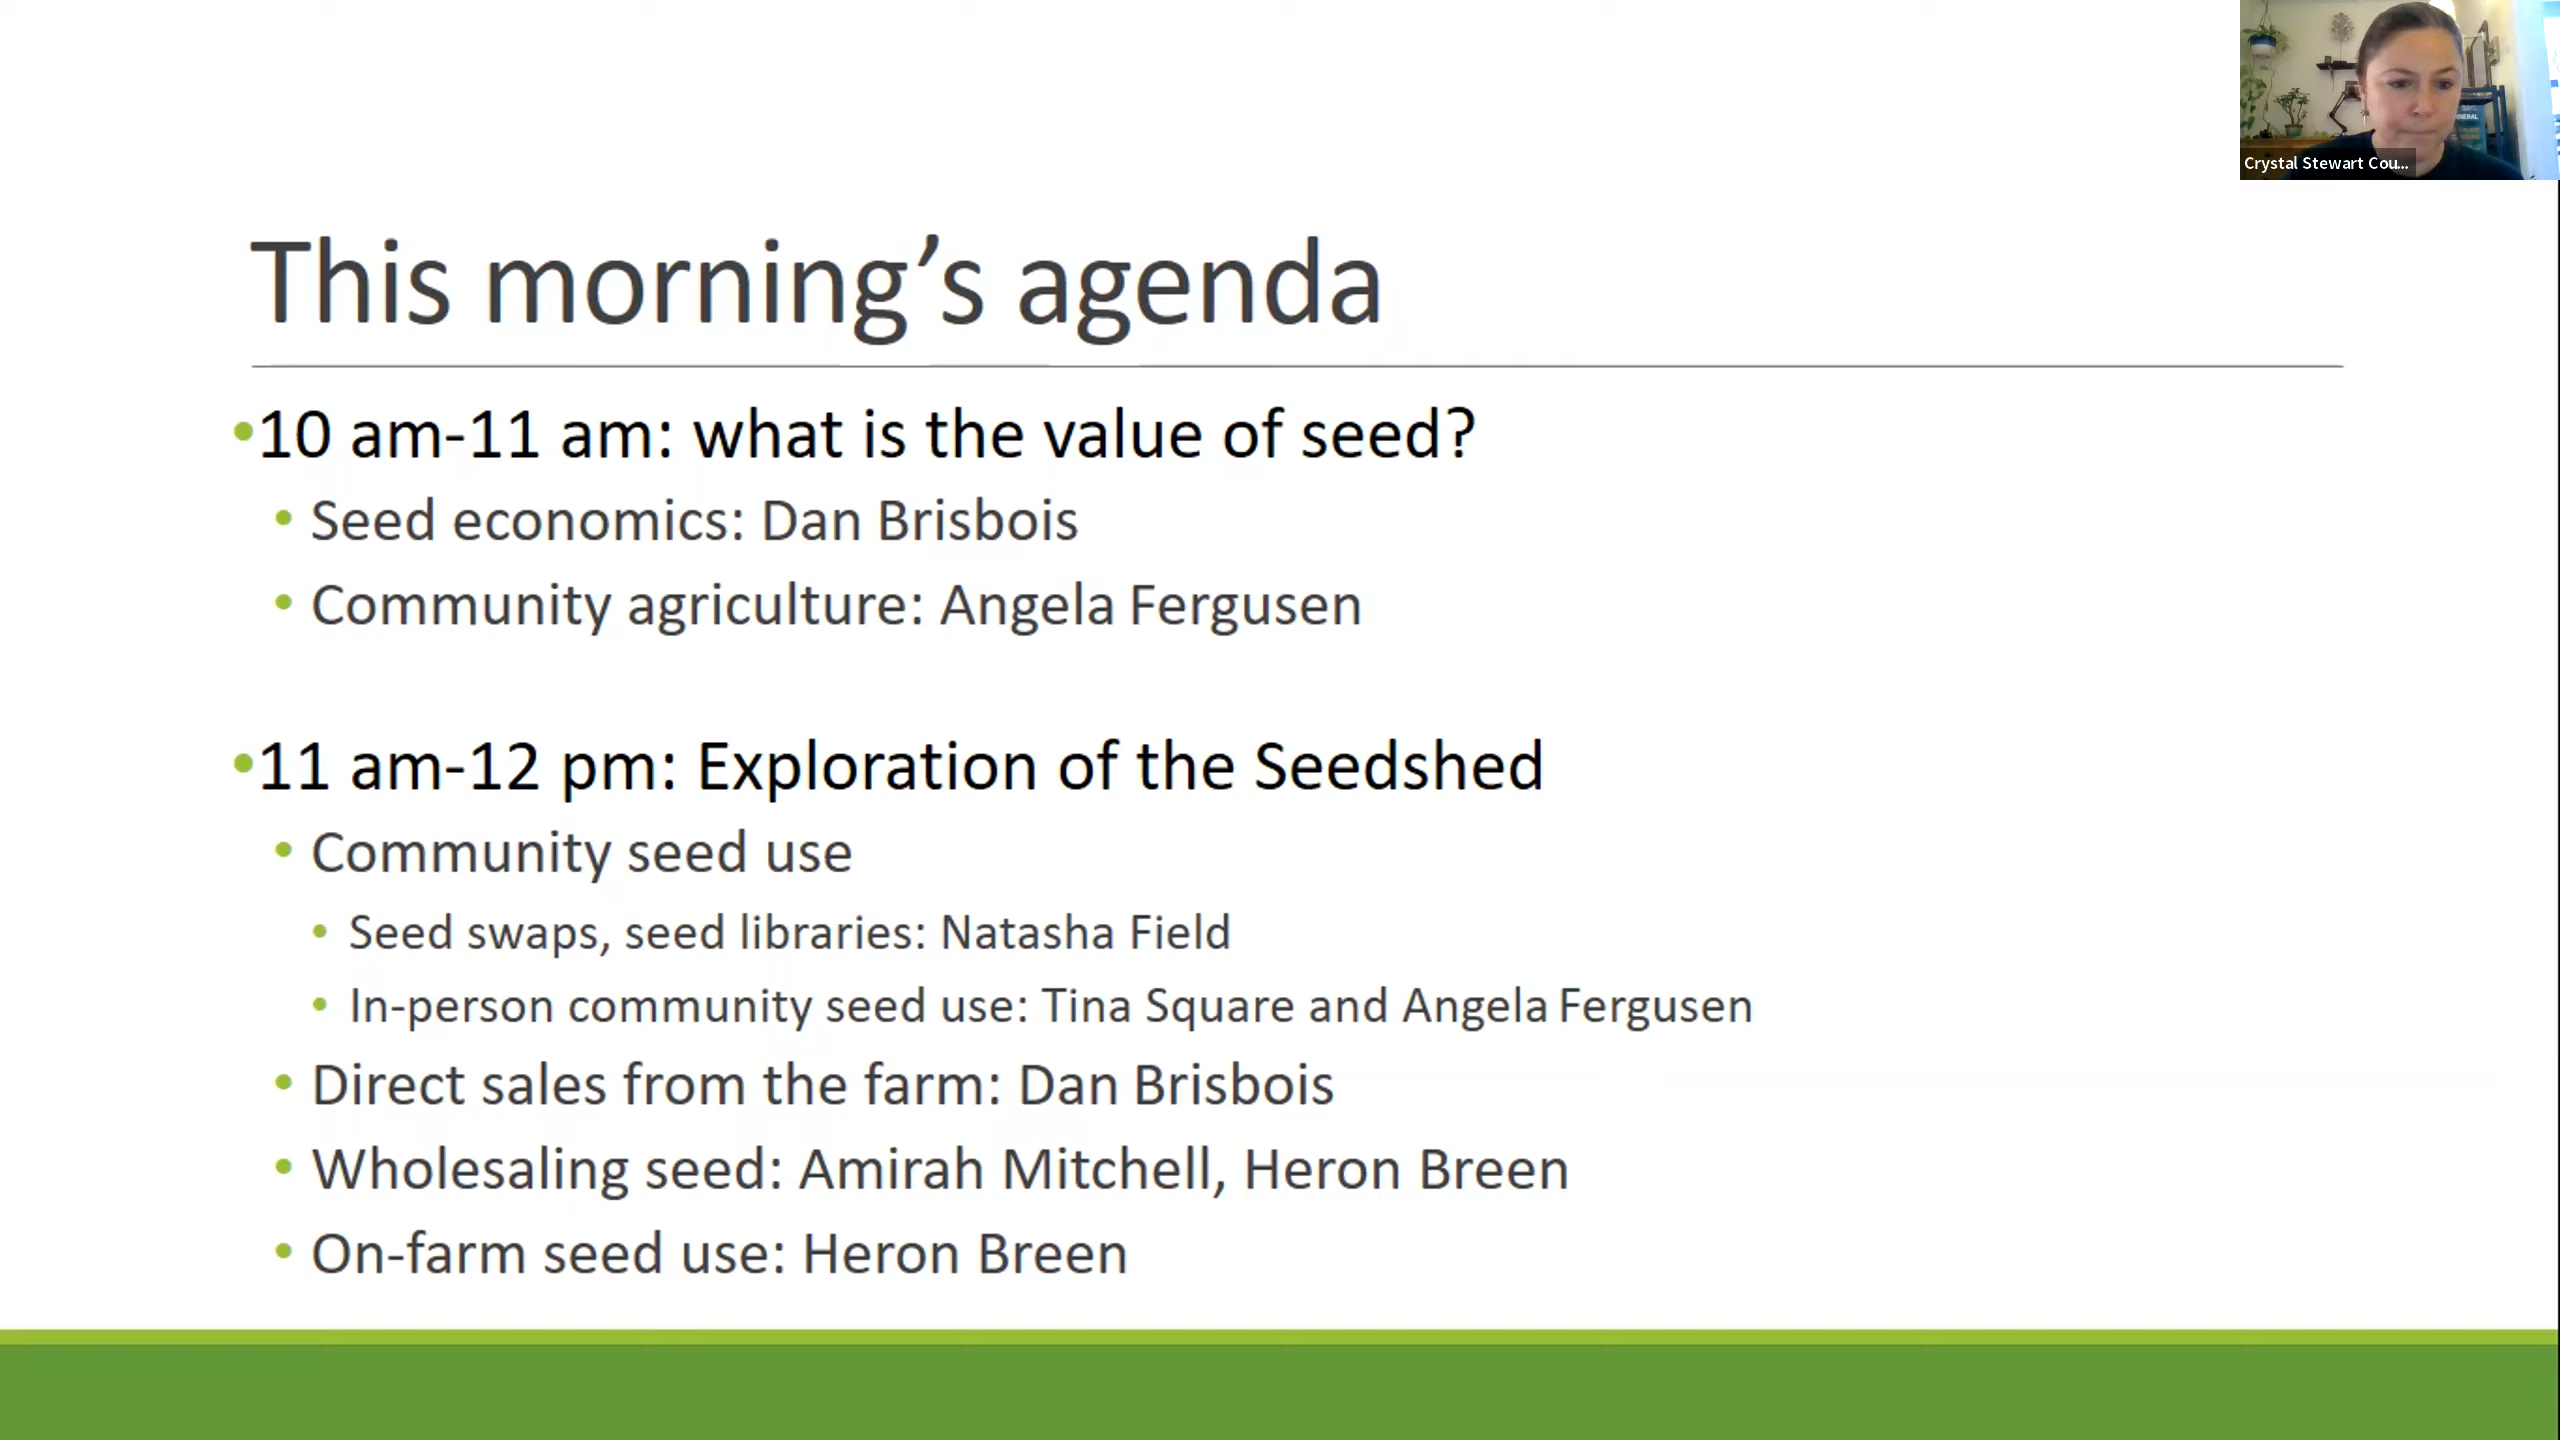 Crystal Stewart Cou...
This morning's agenda
•10 am-11 am: what is the value of seed?
• Seed economics: Dan Brisbois
• Community agriculture: Angela Fergusen
•11 am-12 pm: Exploration of the Seedshed
• Community seed use
• Seed swaps, seed libraries: Natasha Field
• In-person community seed use: Tina Square and Angela Fergusen
• Direct sales from the farm: Dan Brisbois
• Wholesaling seed: Amirah Mitchell, Heron Breen
• On-farm seed use: Heron Breen